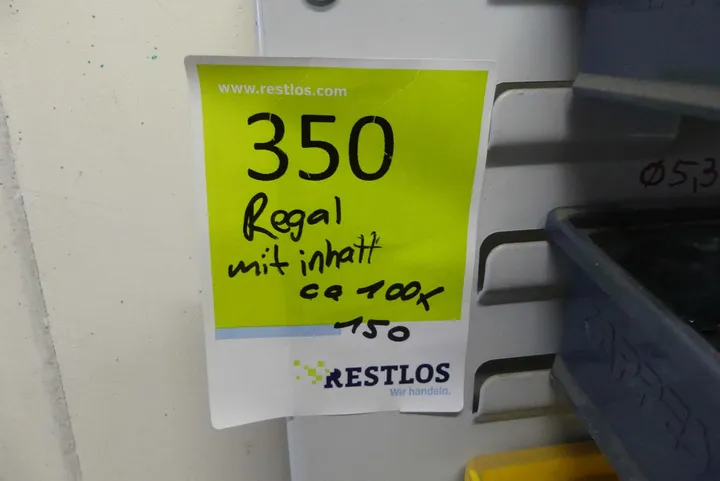 www.restlos.com
350
Regal
mit inhalt
ca 100x
150
RESTLOS
Wir handeln.
Ø5,3